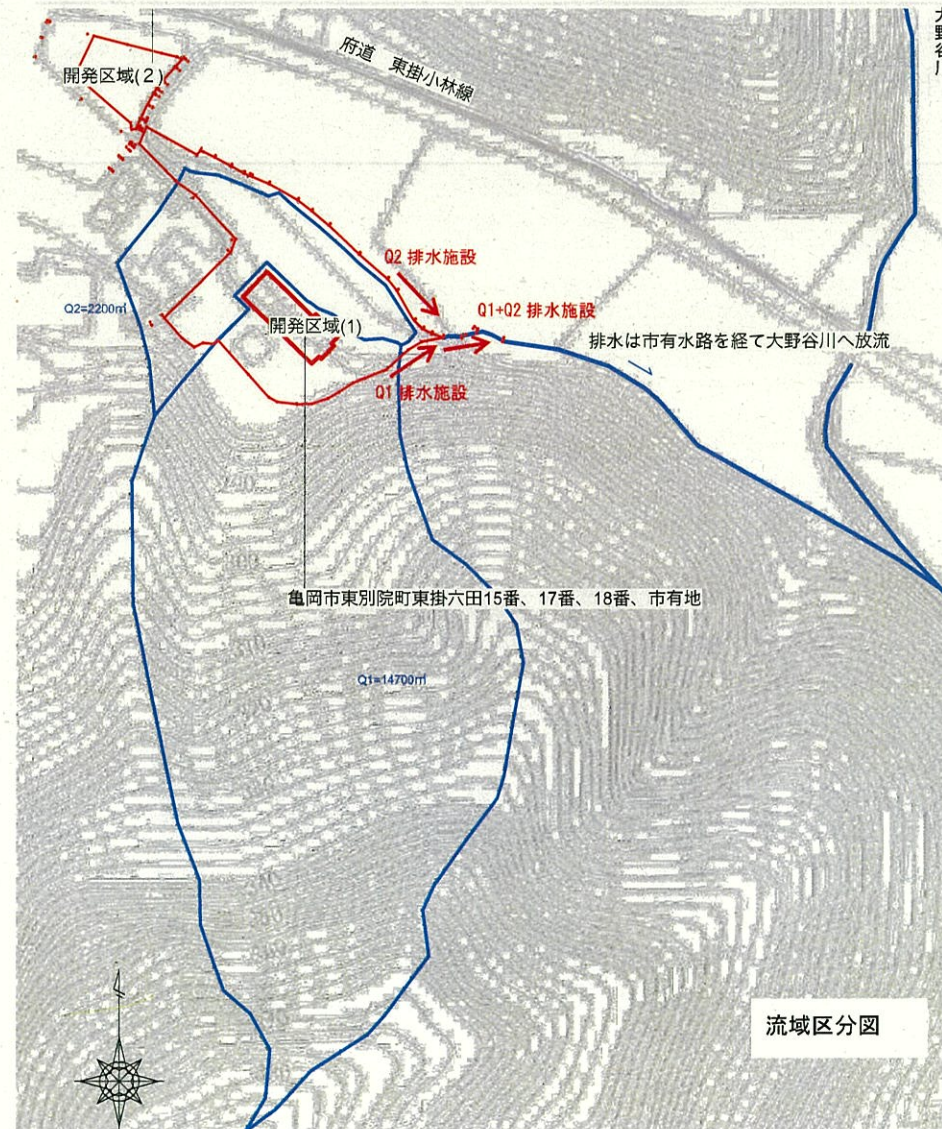 大野谷川
府道　東掛小林線
開発区域(2)
Q2 排水施設
Q1+Q2 排水施設
Q2=2200㎡
開発区域(1)
排水は市有水路を経て大野谷川へ放流
Q1 排水施設
亀岡市東別院町東掛六田15番、17番、18番、市有地
Q1=14700㎡
流域区分図